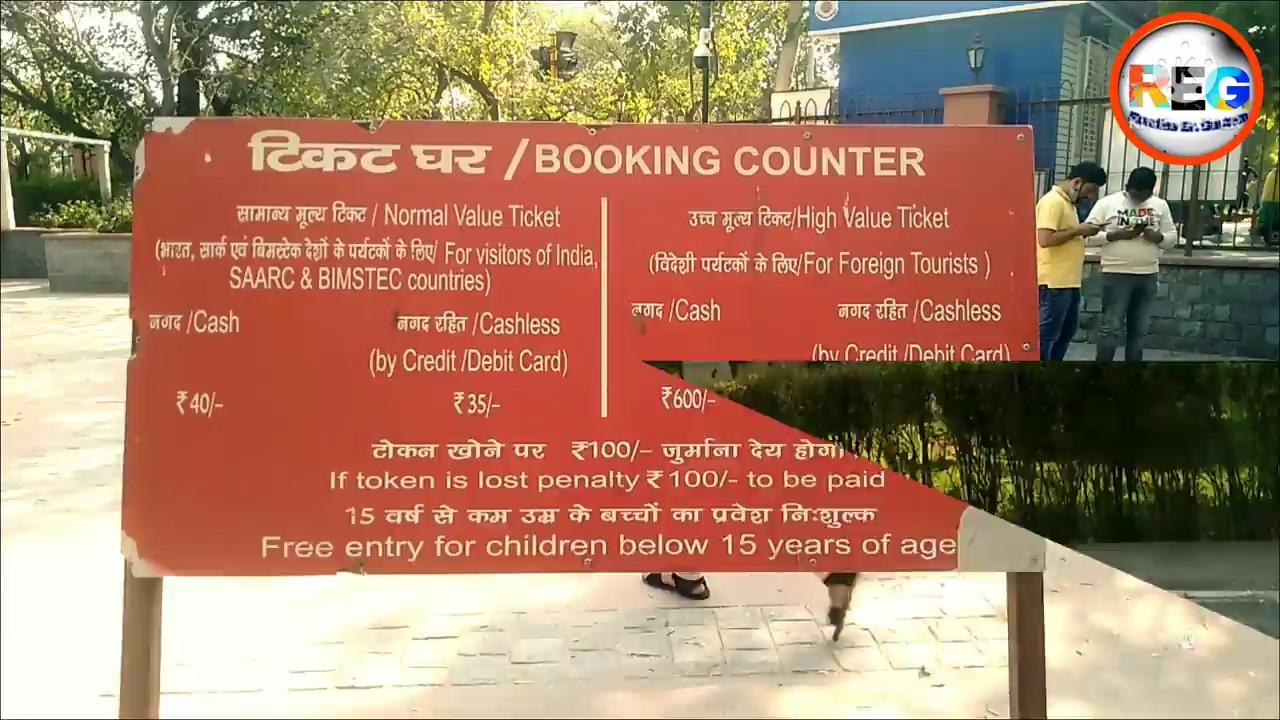 टिकट घर / BOOKING COUNTER
सामान्य मूल्य टिकट / Normal Value Ticket
(भारत, सार्क एवं बिमस्टेक देशों के पर्यटकों के लिए/ For visitors of India,
SAARC & BIMSTEC countries)
नगद /Cash
नगद रहित /Cashless
(by Credit /Debit Card)
₹ 40/-
₹ 35/-
उच्च मूल्य टिकट/High Value Ticket
(विदेशी पर्यटकों के लिए/For Foreign Tourists )
नगद /Cash
नगद रहित /Cashless
(by Credit /Debit Card)
₹600/-
टोकन खोने पर ₹100/- जुर्माना देय होगा
If token is lost penalty ₹ 100/- to be paid
15 वर्ष से कम उम्र के बच्चों का प्रवेश निःशुल्क
Free entry for children below 15 years of age
REG
MADE